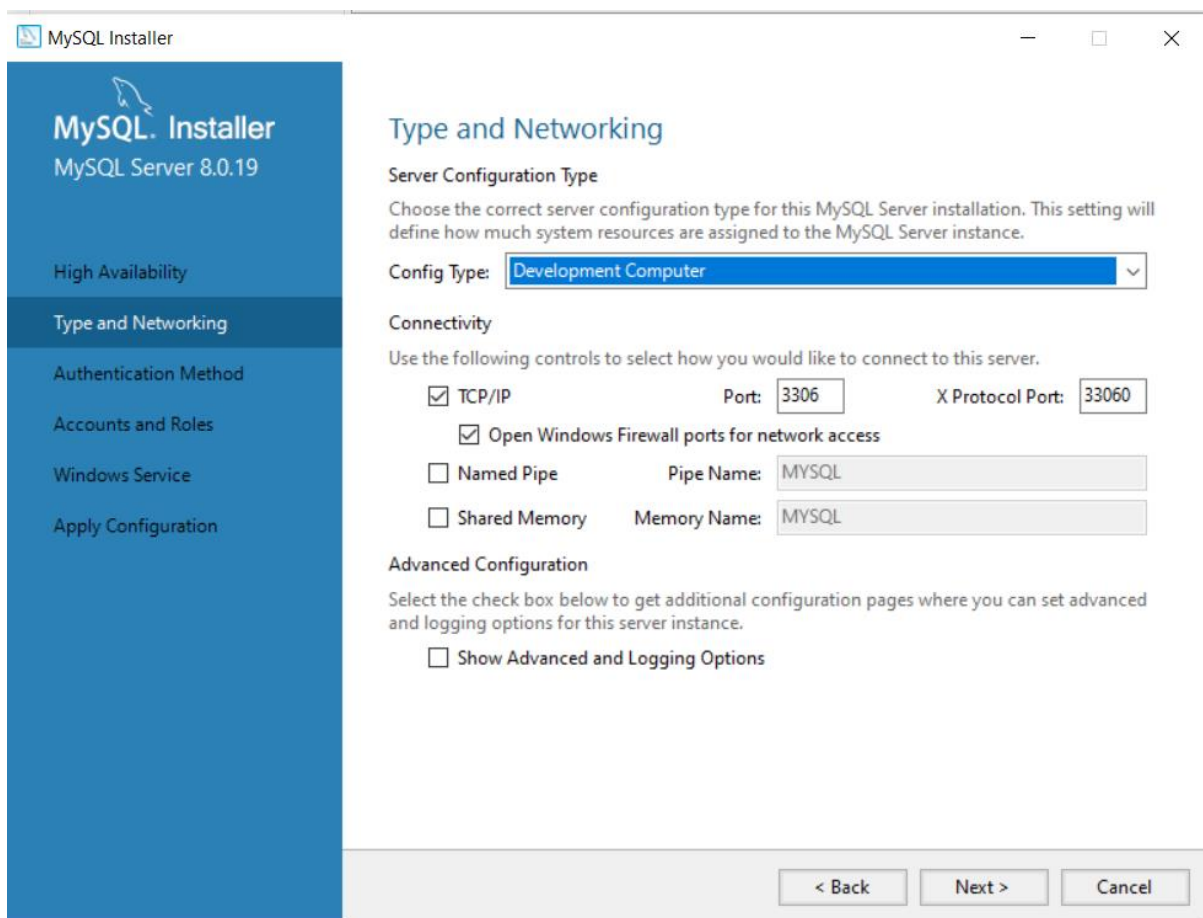 MySQL Installer
MySQL. Installer
MySQL Server 8.0.19
High Availability
Type and Networking
Authentication Method
Accounts and Roles
Windows Service
Apply Configuration
Type and Networking
Server Configuration Type
Choose the correct server configuration type for this MySQL Server installation. This setting will
define how much system resources are assigned to the MySQL Server instance.
Config Type: Development Computer
Connectivity
Use the following controls to select how you would like to connect to this server.
TCP/IP Port: 3306 X Protocol Port: 33060
Open Windows Firewall ports for network access
Named Pipe Pipe Name: MYSQL
Shared Memory Memory Name: MYSQL
Advanced Configuration
Select the check box below to get additional configuration pages where you can set advanced
and logging options for this server instance.
Show Advanced and Logging Options
< Back Next > Cancel